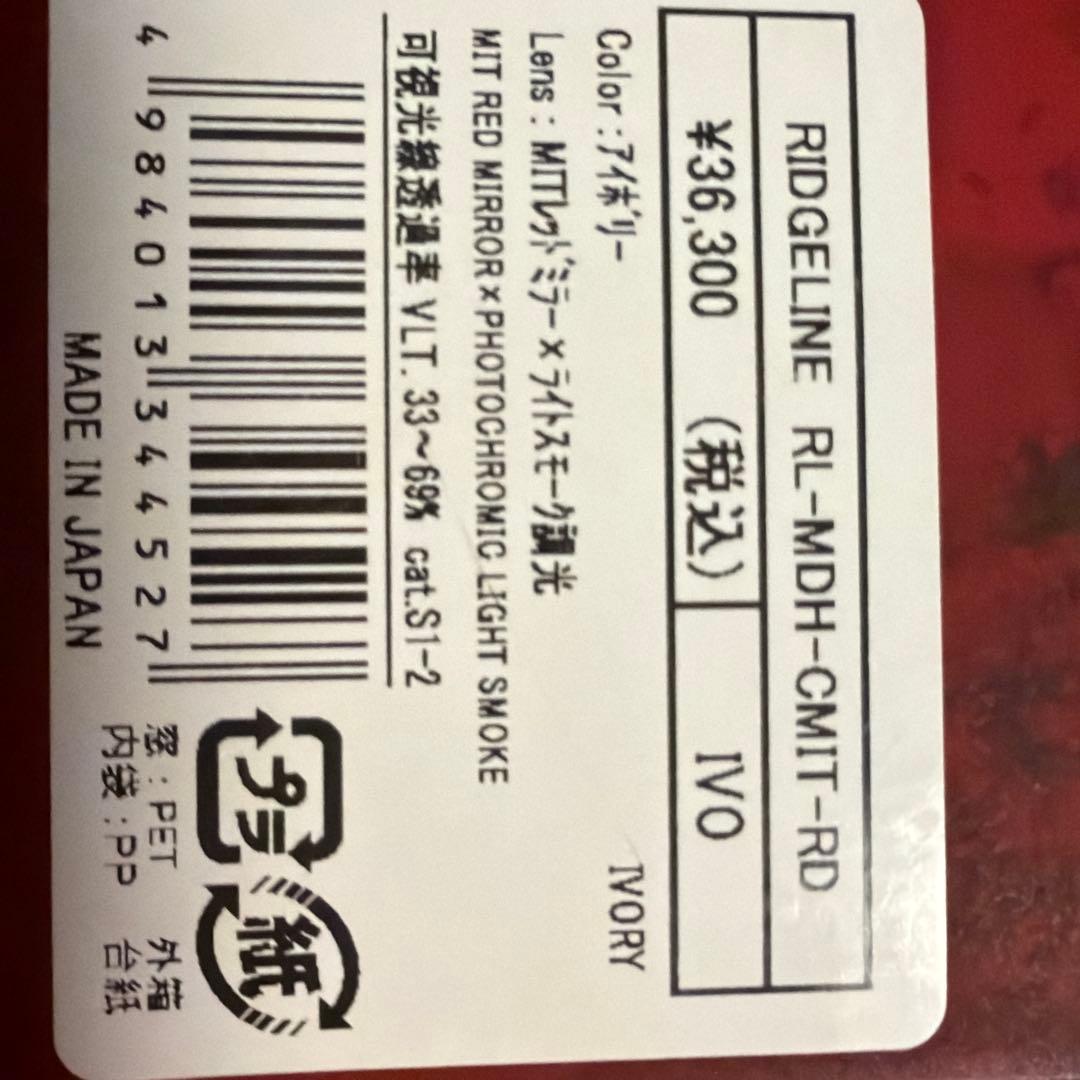 RIDGELINE RL-MDH-CMIT-RD
¥36,300 (税込) IVO
Color:アイボリー IVORY
Lens:MITレッドミラー×ライトスモーク調光
MIT RED MIRROR×PHOTOCHROMIC LIGHT SMOKE
可視光線透過率 VLT. 33~69% cat.S1-2
4 984013 344527
MADE IN JAPAN
プラ
紙
窓:PET 外箱
内袋:PP 台紙